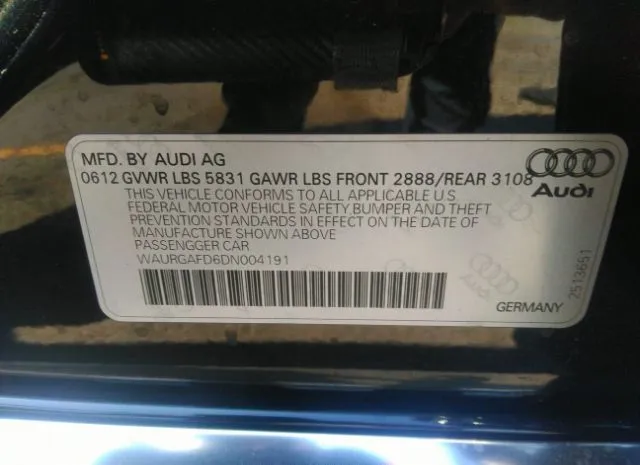 MFD. BY AUDI AG
0612 GVWR LBS 5831 GAWR LBS FRONT 2888/REAR 3108
THIS VEHICLE CONFORMS TO ALL APPLICABLE U.S
FEDERAL MOTOR VEHICLE SAFETY BUMPER AND THEFT
PREVENTION STANDARDS IN EFFECT ON THE DATE OF
MANUFACTURE SHOWN ABOVE
PASSENGGER CAR
WAURGAFD6DN004191
Audi
GERMANY
2513651